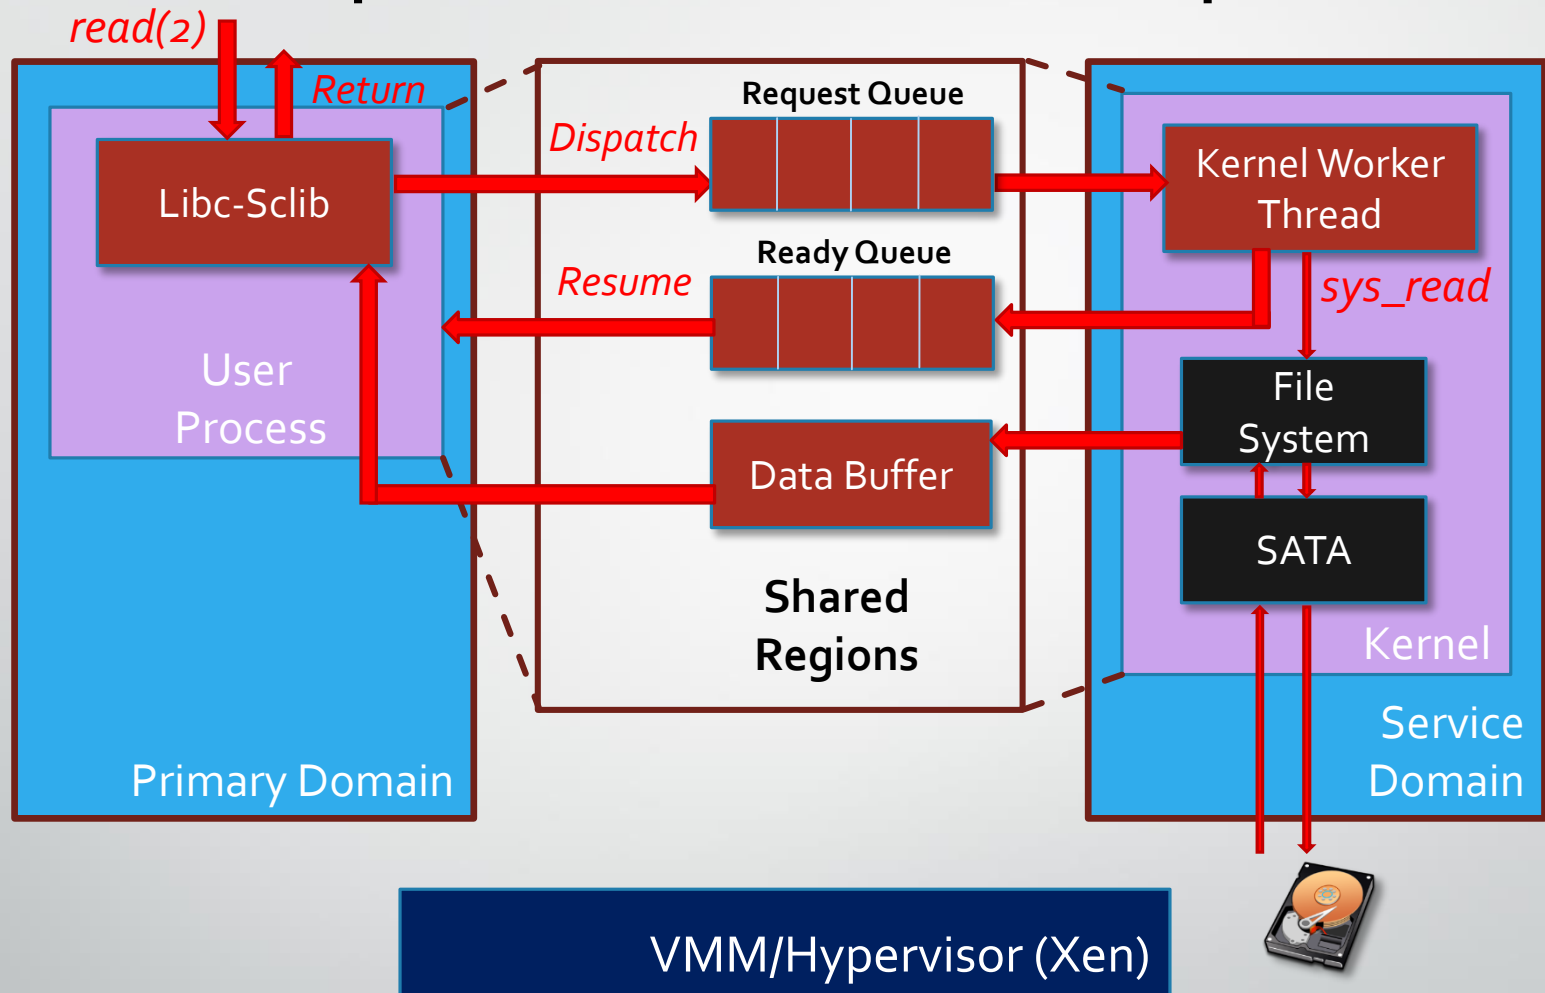 read(2)
Return
Libc-Sclib
User
Process
Primary Domain
Dispatch
Request Queue
Ready Queue
Resume
Data Buffer
Shared
Regions
Kernel Worker
Thread
sys_read
File
System
SATA
Kernel
Service
Domain
VMM/Hypervisor (Xen)